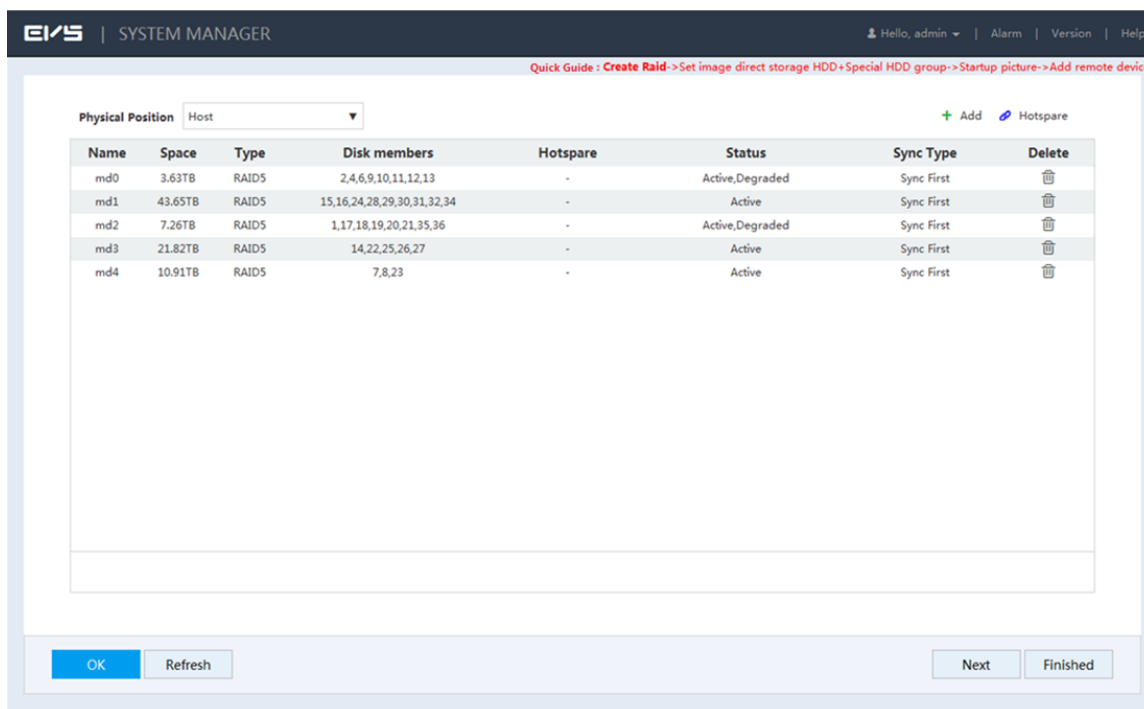 EVS | SYSTEM MANAGER Hello, admin | Alarm | Version | Help
Quick Guide : Create Raid->Set image direct storage HDD+Special HDD group->Startup picture->Add remote devic
Physical Position Host + Add Hotspare
Name Space Type Disk members Hotspare Status Sync Type Delete
md0 3.63TB RAID5 2,4,6,9,10,11,12,13 - Active,Degraded Sync First
md1 43.65TB RAID5 15,16,24,28,29,30,31,32,34 - Active Sync First
md2 7.26TB RAID5 1,17,18,19,20,21,35,36 - Active,Degraded Sync First
md3 21.82TB RAID5 14,22,25,26,27 - Active Sync First
md4 10.91TB RAID5 7,8,23 - Active Sync First
OK Refresh Next Finished